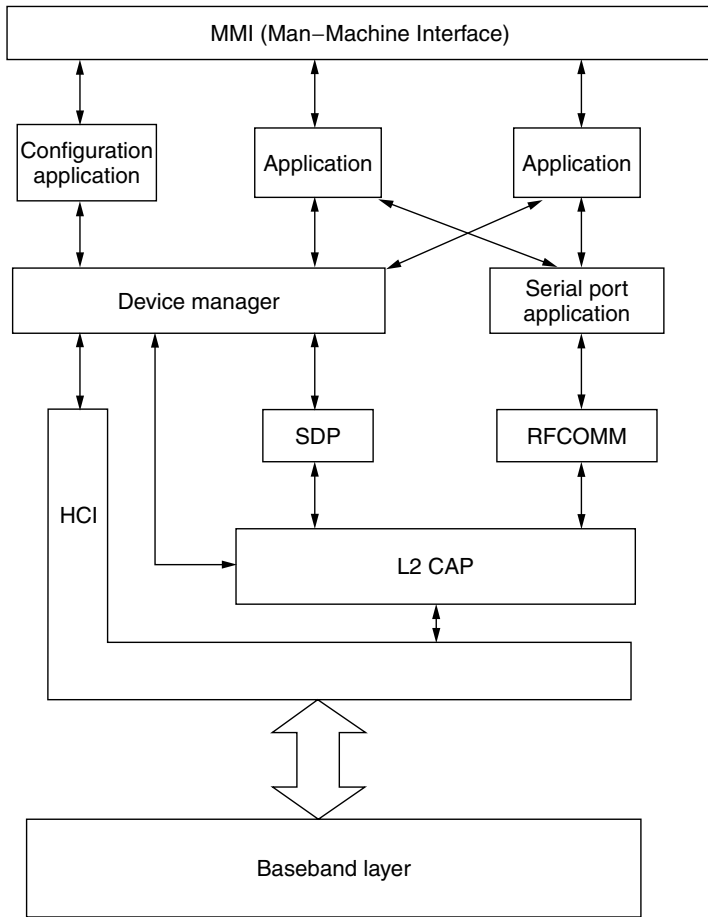 MMI (Man–Machine Interface)
Configuration
application
Application
Application
Device manager
Serial port
application
SDP
RFCOMM
HCI
L2 CAP
Baseband layer